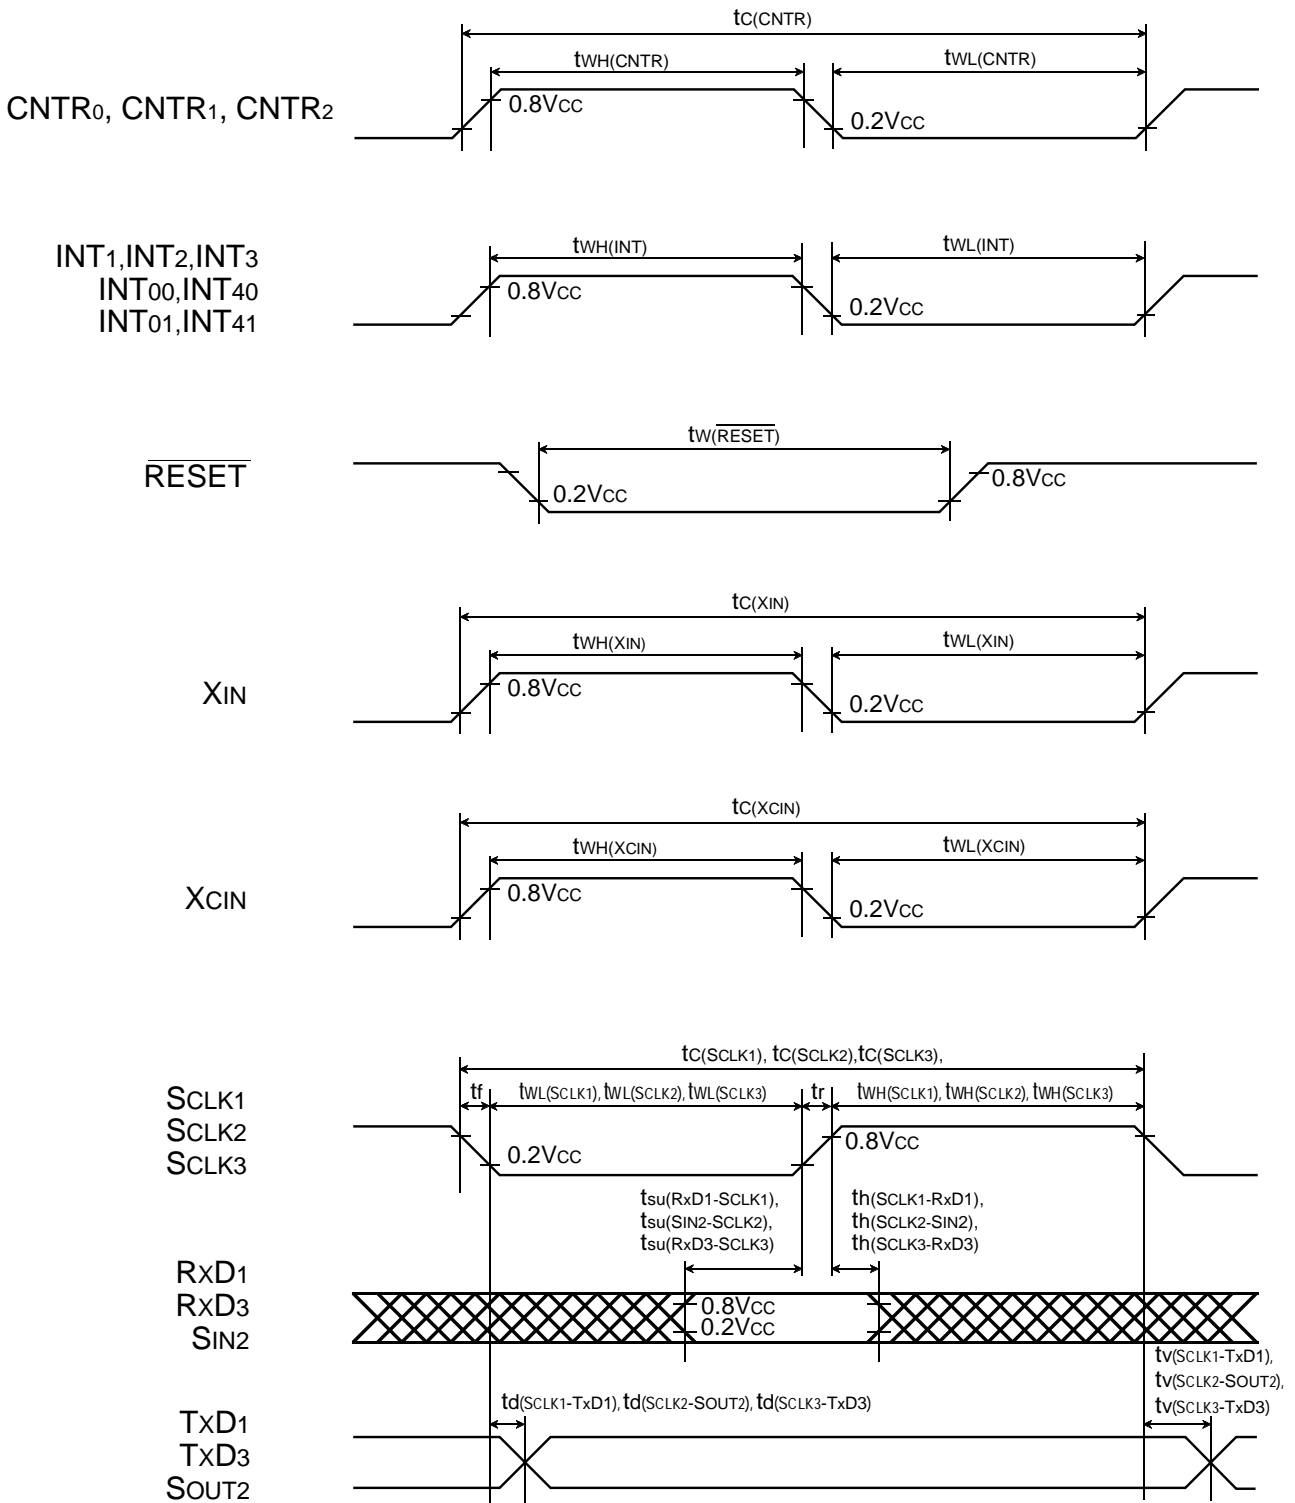 tC(CNTR)
tWH(CNTR) tWL(CNTR)
CNTR0, CNTR1, CNTR2
0.8VCC
0.2VCC
INT1,INT2,INT3
INT00,INT40
INT01,INT41
tWH(INT) tWL(INT)
0.8VCC
0.2VCC
RESET
tW(RESET)
0.2VCC
0.8VCC
XIN
tC(XIN)
tWH(XIN) tWL(XIN)
0.8VCC
0.2VCC
XCIN
tC(XCIN)
tWH(XCIN) tWL(XCIN)
0.8VCC
0.2VCC
tC(SCLK1), tC(SCLK2),tC(SCLK3),
tf tWL(SCLK1), tWL(SCLK2), tWL(SCLK3) tr tWH(SCLK1), tWH(SCLK2), tWH(SCLK3)
SCLK1
SCLK2
SCLK3
0.2VCC
0.8VCC
tsu(RxD1-SCLK1),
tsu(SIN2-SCLK2),
tsu(RxD3-SCLK3)
th(SCLK1-RxD1),
th(SCLK2-SIN2),
th(SCLK3-RxD3)
RXD1
RXD3
SIN2
0.8VCC
0.2VCC
td(SCLK1-TxD1), td(SCLK2-SOUT2), td(SCLK3-TxD3)
tv(SCLK1-TxD1),
tv(SCLK2-SOUT2),
tv(SCLK3-TxD3)
TXD1
TXD3
SOUT2